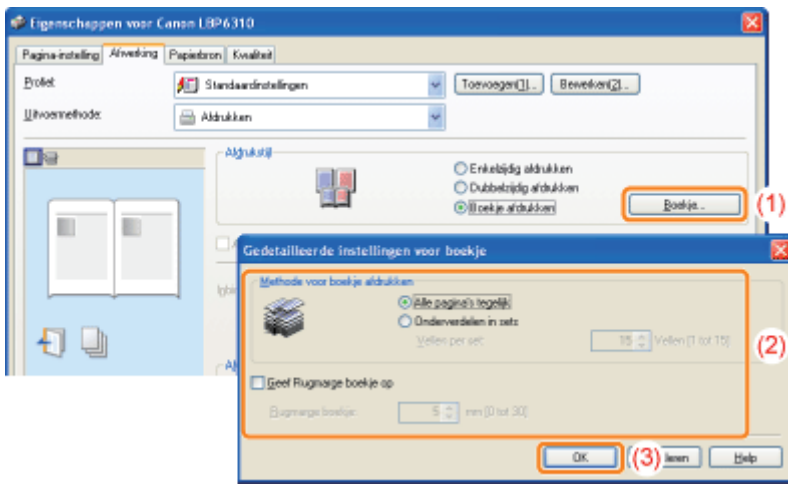 Eigenschappen voor Canon LBP6310
Pagina-instelling Afwerking Papierbron Kwaliteit
Profiel: Standaardinstellingen Toevoegen(1)... Bewerken(2)...
Uitvoermethode: Afdrukken
Afdrukstijl
Enkelzijdig afdrukken
Dubbelzijdig afdrukken
Boekje afdrukken Boekje... (1)
Gedetailleerde instellingen voor boekje
Methode voor boekje afdrukken
Alle pagina's tegelijk
Onderverdelen in sets
Vellen per set: 15 Vellen [1 tot 15]
(2)
Geef Rugmarge boekje op
Rugmarge boekje: 5 mm [0 tot 30]
OK (3) leren Help